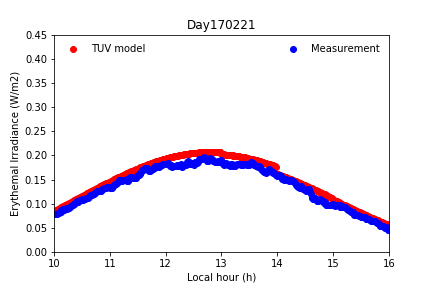 Day170221
TUV model
Measurement
Erythemal Irradiance (W/m2)
0.45
0.40
0.35
0.30
0.25
0.20
0.15
0.10
0.05
0.00
10 11 12 13 14 15 16
Local hour (h)